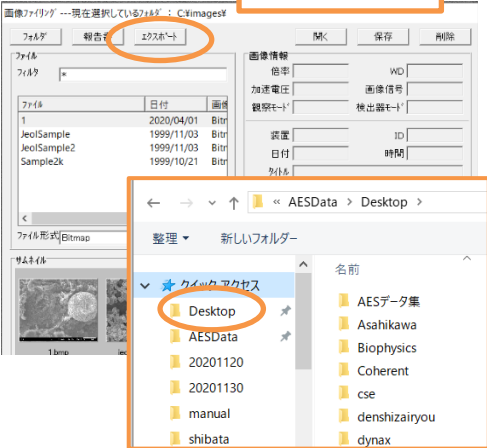 画像ファイリング ---現在選択しているフォルダ : C:¥images¥
フォルダ 報告書 エクスポート 開く 保存 削除
ファイル
フィルタ *
ファイル 日付 画像
1 2020/04/01 Bitr
JeolSample 1999/11/03 Bitr
JeolSample2 1999/11/03 Bitr
Sample2k 1999/10/21 Bitr
ファイル形式 Bitmap
サムネイル
1.bmp
画像情報
倍率 WD
加速電圧 画像信号
観察モード 検出器モード
装置 ID
日付 時間
タイトル
« AESData > Desktop >
整理 新しいフォルダー
クイック アクセス
Desktop
AESData
20201120
20201130
manual
shibata
名前
AESデータ集
Asahikawa
Biophysics
Coherent
cse
denshizairyou
dynax